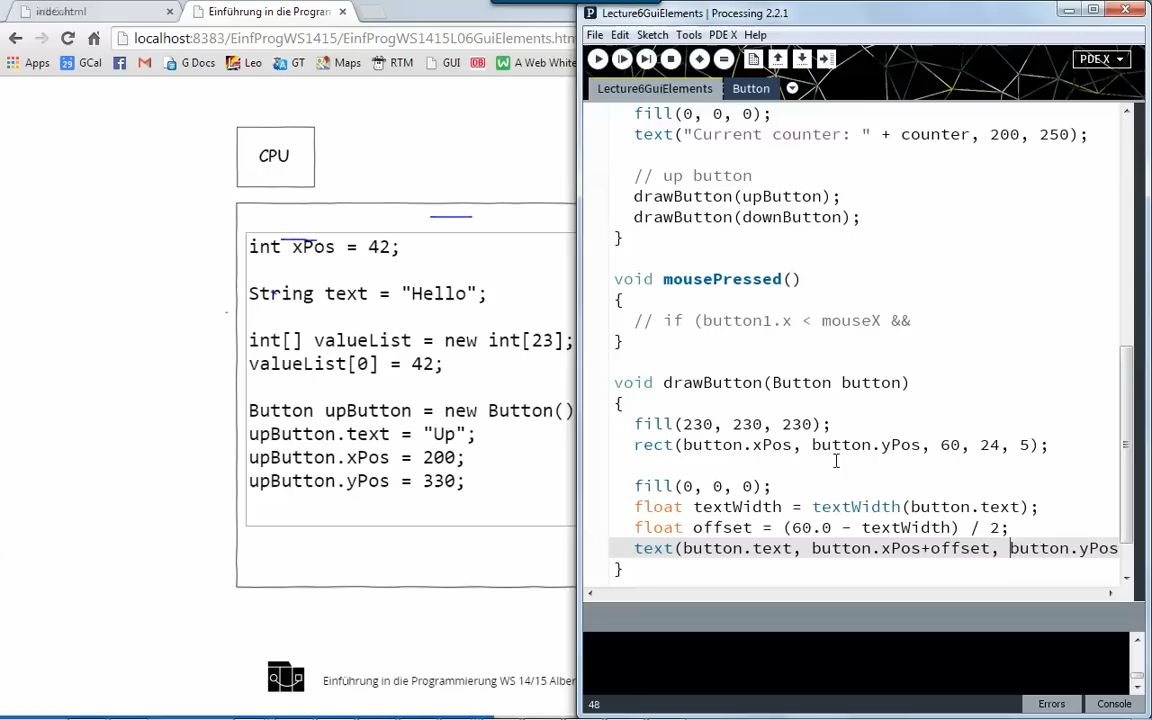 index.html
Einführung in die Program
localhost:8383/EinfProgWS1415/EinfProgWS1415L06GuiElements.htm
Apps
GCal
G Docs
Leo
GT
Maps
RTM
GUI
A Web White
CPU
int xPos = 42;
String text = "Hello";
int[] valueList = new int[23];
valueList[0] = 42;
Button upButton = new Button()
upButton.text = "Up";
upButton.xPos = 200;
upButton.yPos = 330;
Einführung in die Programmierung WS 14/15 Alber
Lecture6GuiElements | Processing 2.2.1
File Edit Sketch Tools PDE X Help
PDE X
Lecture6GuiElements
Button
fill(0, 0, 0);
text("Current counter: " + counter, 200, 250);
// up button
drawButton(upButton);
drawButton(downButton);
}
void mousePressed()
{
// if (button1.x < mouseX &&
}
void drawButton(Button button)
{
fill(230, 230, 230);
rect(button.xPos, button.yPos, 60, 24, 5);
fill(0, 0, 0);
float textWidth = textWidth(button.text);
float offset = (60.0 - textWidth) / 2;
text(button.text, button.xPos+offset, button.yPos
}
48
Errors
Console